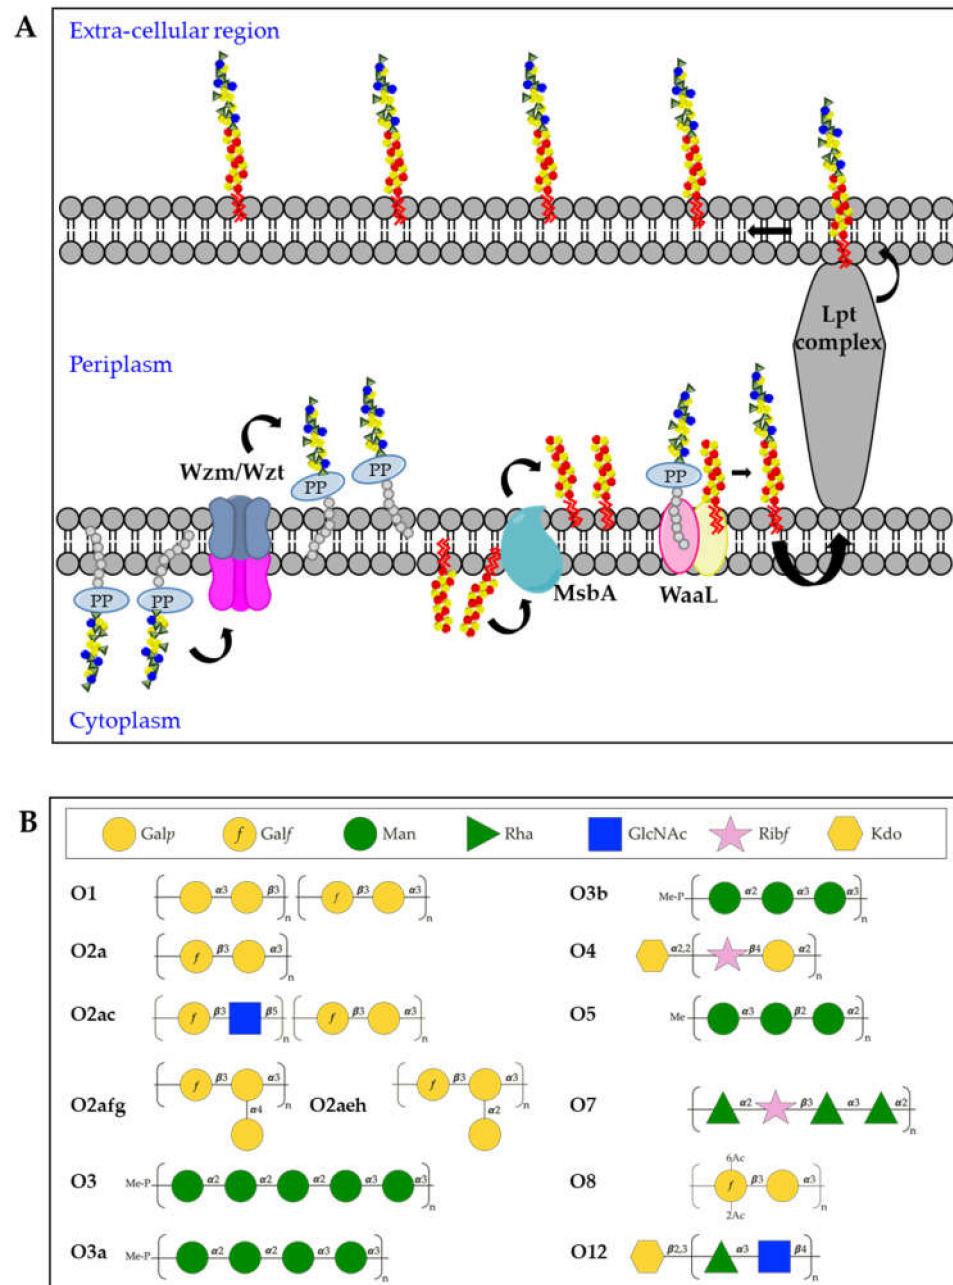 A
Extra-cellular region
Lpt
complex
Periplasm
Wzm/Wzt
PP
PP
PP
PP
PP
MsbA
WaaL
Cytoplasm
B
Galp
f Galf
Man
Rha
GlcNAc
Ribf
Kdo
O1 α3 β3 n f β3 α3 n
O2a f β3 α3 n
O2ac f β3 β5 n f β3 α3 n
O2afg f β3 α3 α4 n
O2aeh f β3 α3 α2 n
O3 Me-P α2 α2 α2 α3 α3 n
O3a Me-P α2 α2 α3 α3 n
O3b Me-P α2 α3 α3 n
O4 α2,2 β4 α2 n
O5 Me α3 β2 α2 n
O7 α2 β3 α3 α2 n
O8 6Ac f 2Ac β3 α3 n
O12 β2,3 α3 β4 n